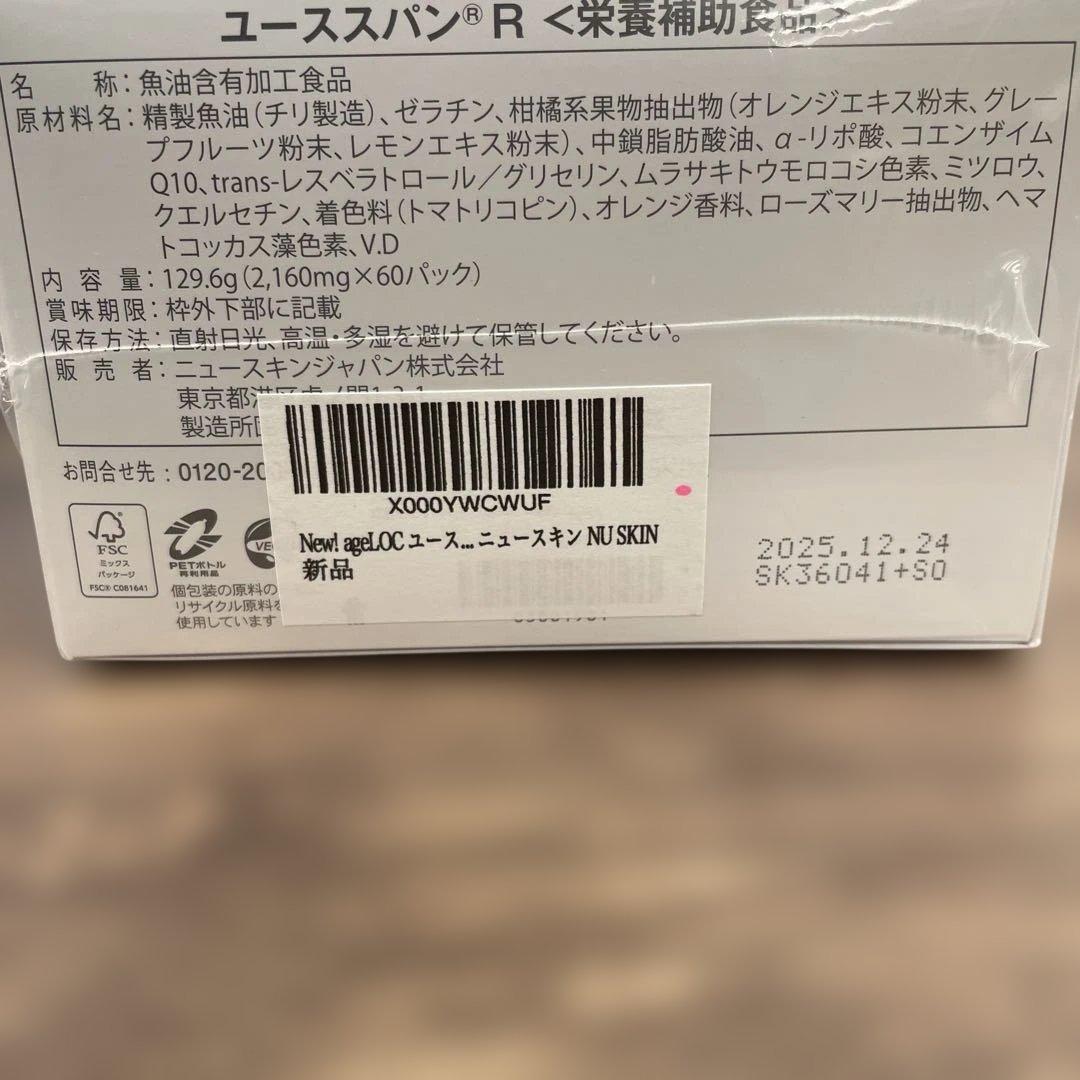 ユーススパン® R ＜栄養補助食品＞
名称：魚油含有加工食品
原材料名：精製魚油（チリ製造）、ゼラチン、柑橘系果物抽出物（オレンジエキス粉末、グレー
プフルーツ粉末、レモンエキス粉末）、中鎖脂肪酸油、α-リポ酸、コエンザイム
Q10、trans-レスベラトロール／グリセリン、ムラサキトウモロコシ色素、ミツロウ、
クエルセチン、着色料（トマトリコピン）、オレンジ香料、ローズマリー抽出物、ヘマ
トコッカス藻色素、V.D
内容量：129.6g（2,160mg×60パック）
賞味期限：枠外下部に記載
保存方法：直射日光、高温・多湿を避けて保管してください。
販売者：ニュースキンジャパン株式会社
東京都港区虎ノ門
製造所
お問合せ先：0120-20
X000YWCWUF
New! ageLOC ユース... ニュースキン NU SKIN
新品
2025.12.24
SK36041+SO
FSC
ミックス
パッケージ
FSC® C081641
PETボトル
再利用品
個包装の原料の
リサイクル原料を
使用しています